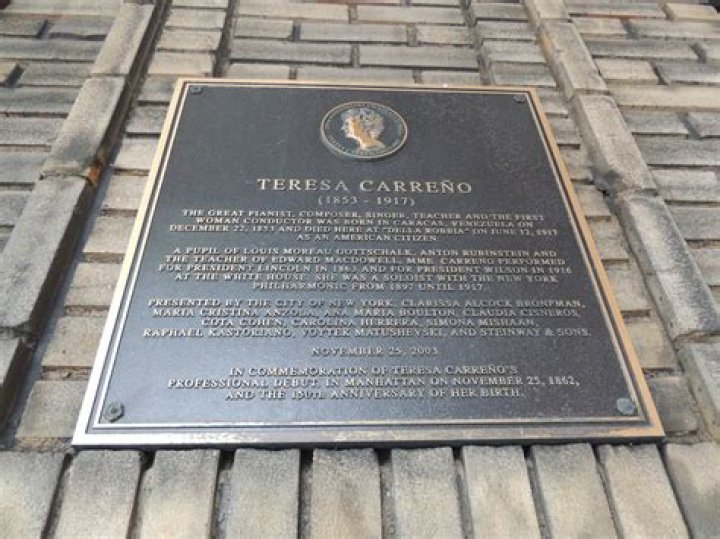 TERESA CARREÑO
(1853 - 1917)
THE GREAT PIANIST, COMPOSER, SINGER, TEACHER AND THE FIRST
WOMAN CONDUCTOR WAS BORN IN CARACAS, VENEZUELA ON
DECEMBER 22, 1853 AND DIED HERE AT "DELLA ROBBIA" ON JUNE 12, 1917
AS AN AMERICAN CITIZEN.
A PUPIL OF LOUIS MOREAU GOTTSCHALK, ANTON RUBINSTEIN AND
THE TEACHER OF EDWARD MACDOWELL, MME. CARREÑO PERFORMED
FOR PRESIDENT LINCOLN IN 1863 AND FOR PRESIDENT WILSON IN 1916
AT THE WHITE HOUSE. SHE WAS A SOLOIST WITH THE NEW YORK
PHILHARMONIC FROM 1897 UNTIL 1917.
PRESENTED BY THE CITY OF NEW YORK, CLARISSA ALCOCK BRONFMAN,
MARIA CRISTINA ANZOLA, ANA MARIA BOULTON, CLAUDIA CISNEROS,
COTA COHEN, CAROLINA HERRERA, SIMONA MISHAAN,
RAPHAEL KASTORIANO, VOYTEK MATUSHEVSKI, AND STEINWAY & SONS.
NOVEMBER 25, 2003
IN COMMEMORATION OF TERESA CARREÑO'S
PROFESSIONAL DEBUT IN MANHATTAN ON NOVEMBER 25, 1862,
AND THE 150TH. ANNIVERSARY OF HER BIRTH.